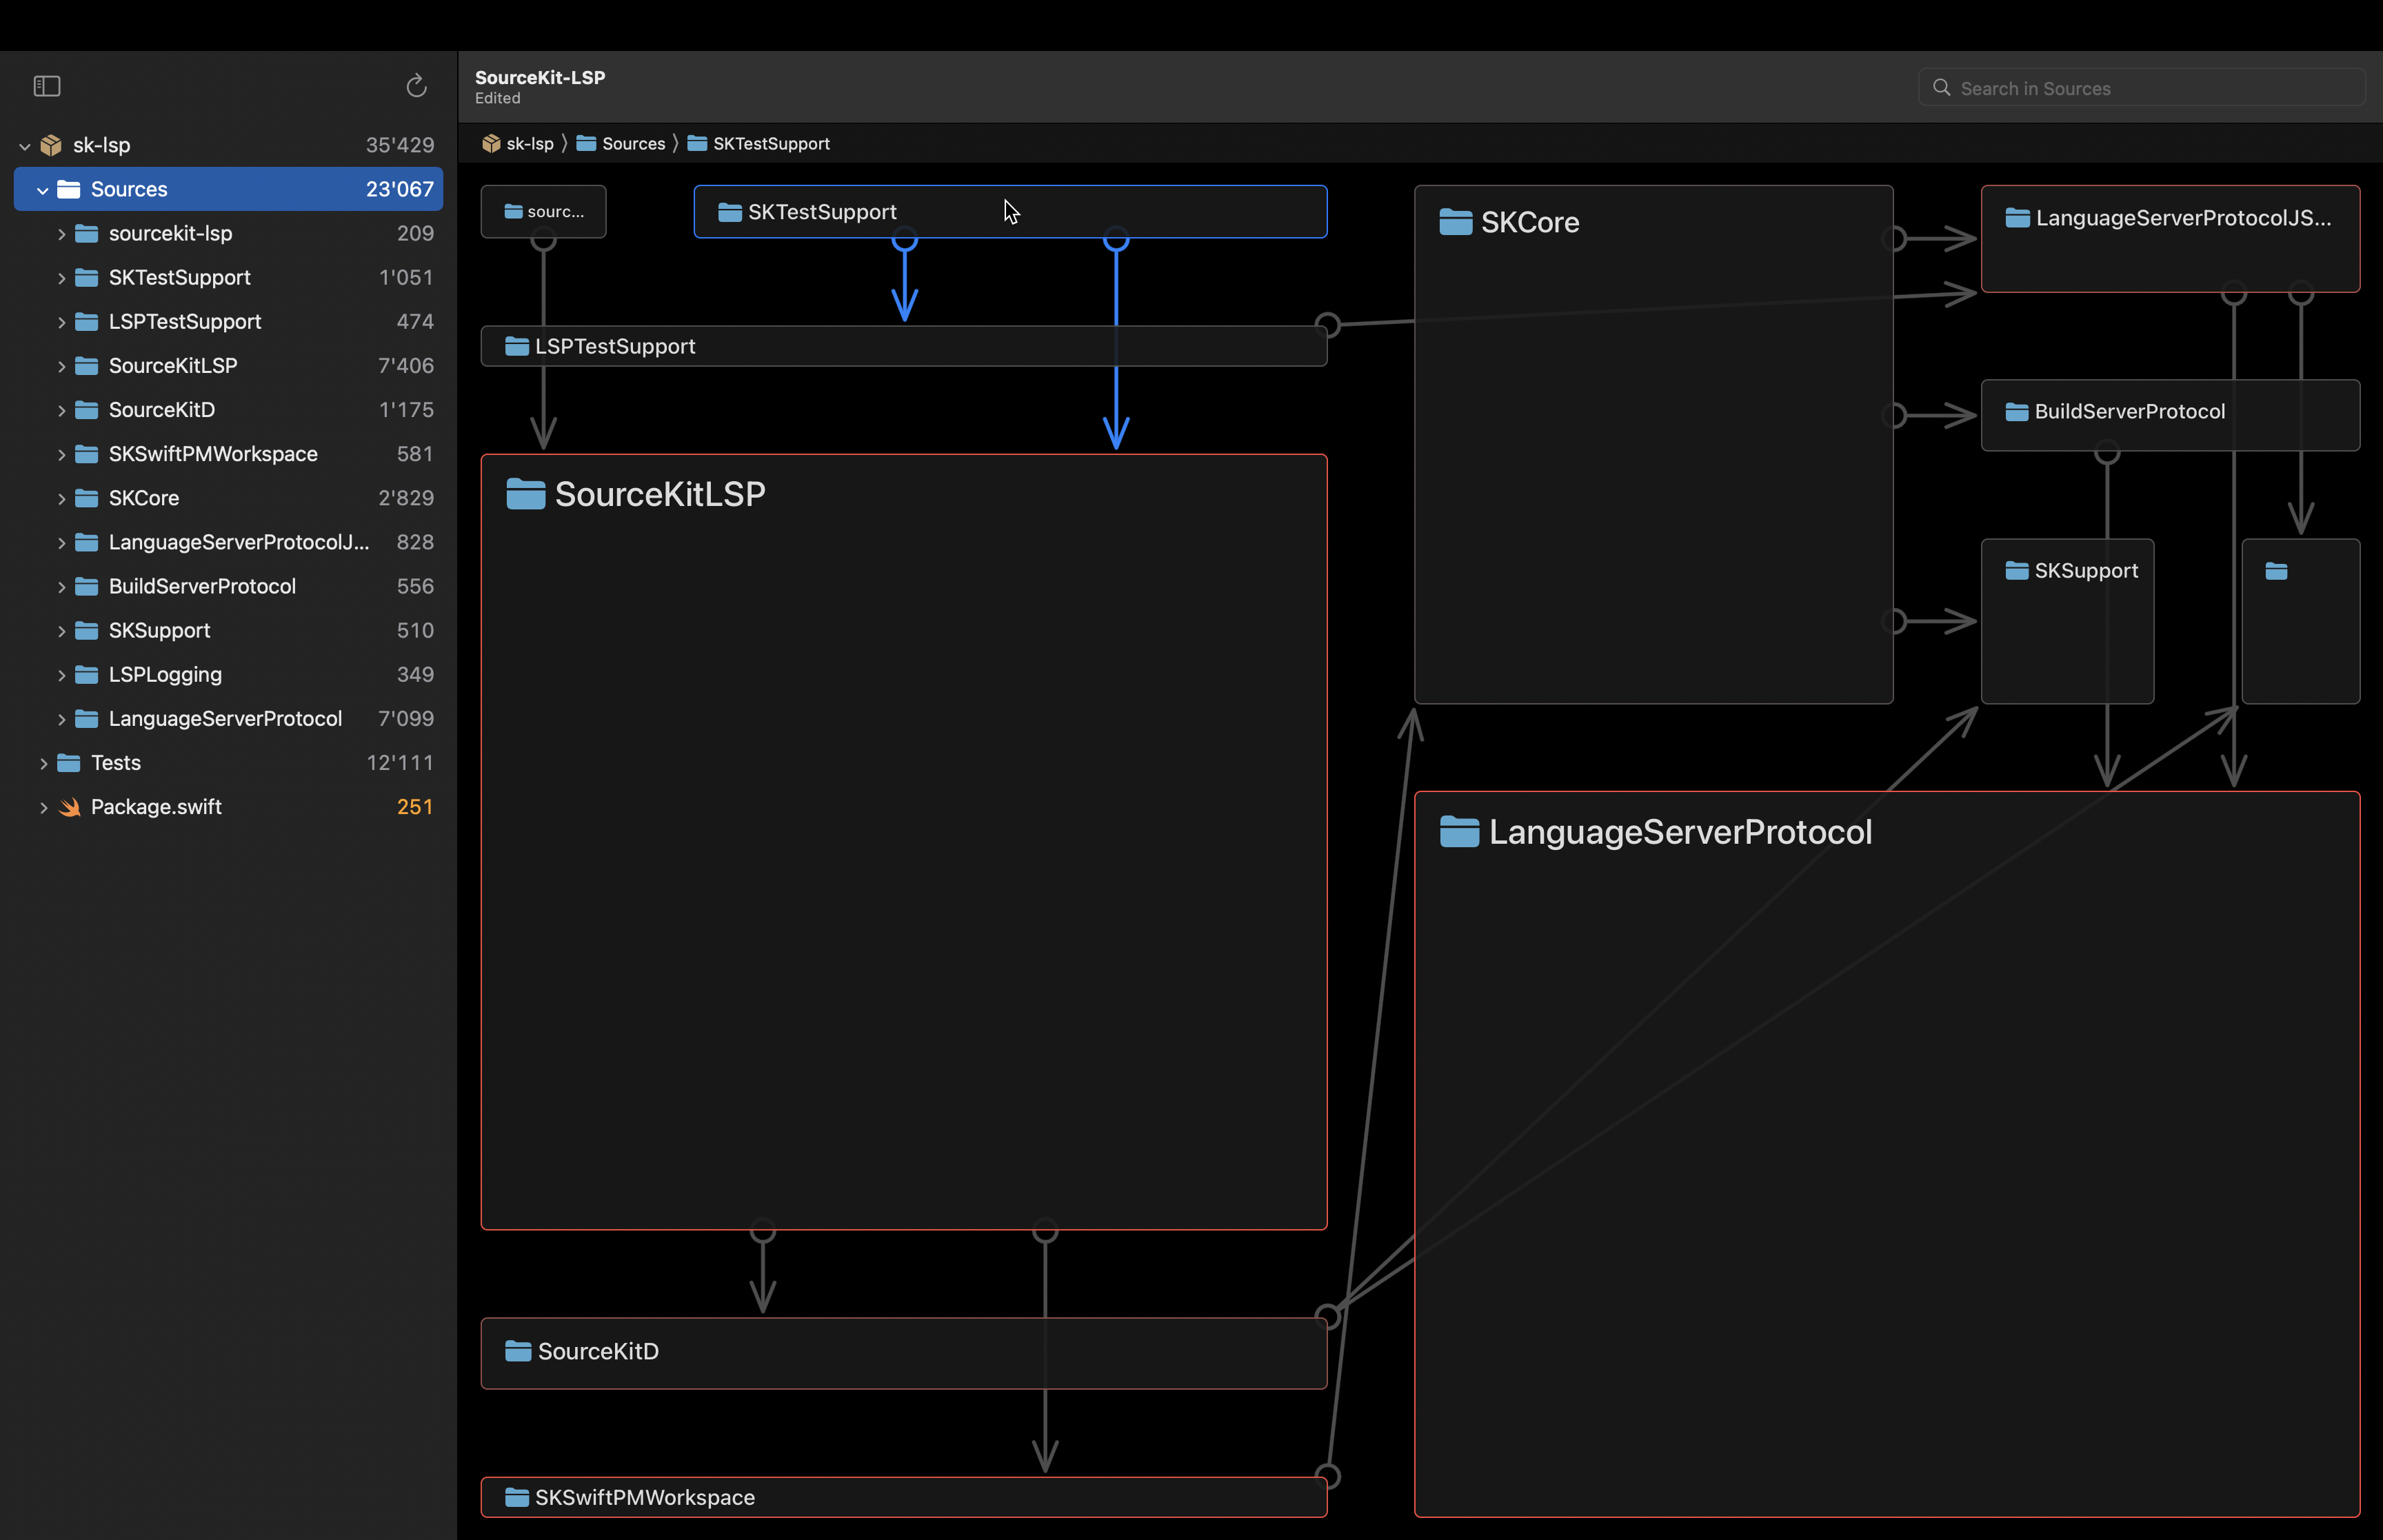 SourceKit-LSP
Edited
Search in Sources
sk-lsp 35'429
Sources 23'067
sourcekit-lsp 209
SKTestSupport 1'051
LSPTestSupport 474
SourceKitLSP 7'406
SourceKitD 1'175
SKSwiftPMWorkspace 581
SKCore 2'829
LanguageServerProtocolJ... 828
BuildServerProtocol 556
SKSupport 510
LSPLogging 349
LanguageServerProtocol 7'099
Tests 12'111
Package.swift 251
sk-lsp 〉 Sources 〉 SKTestSupport
sourc...
SKTestSupport
LSPTestSupport
SourceKitLSP
SourceKitD
SKSwiftPMWorkspace
SKCore
LanguageServerProtocolJS...
BuildServerProtocol
SKSupport
LanguageServerProtocol